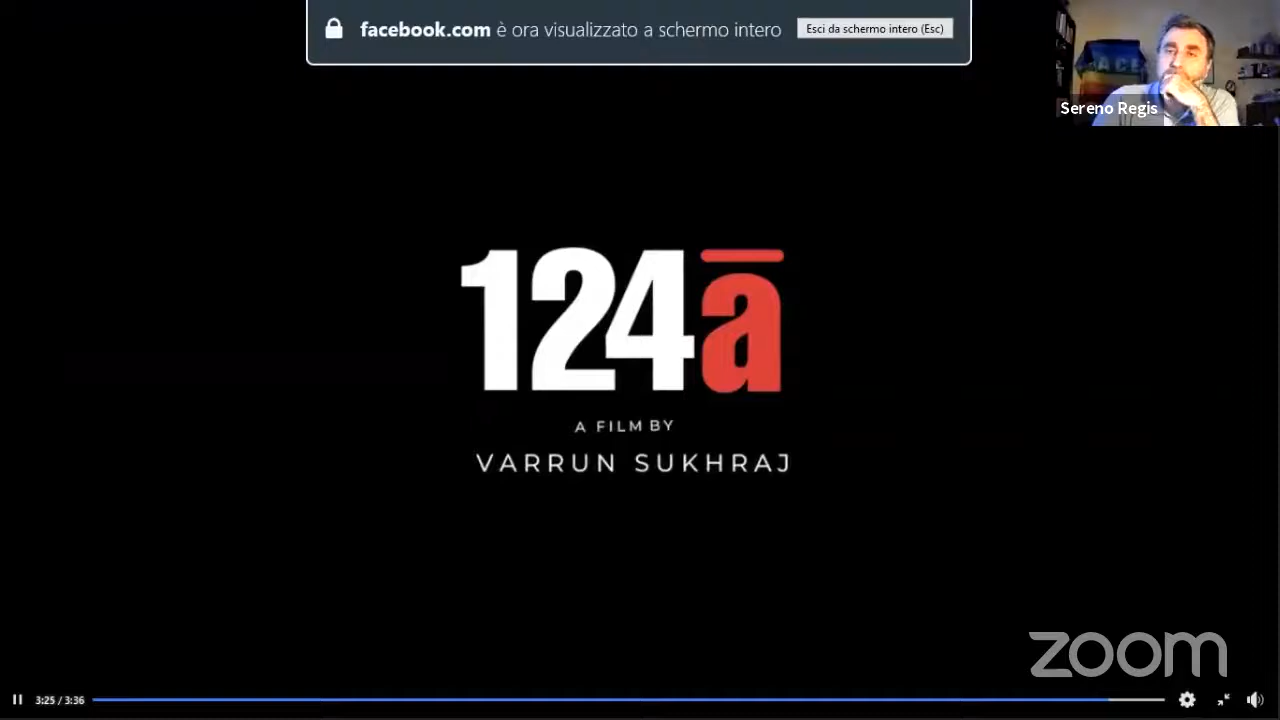 facebook.com è ora visualizzato a schermo intero
Esci da schermo intero (Esc)
ACE
Sereno Regis
124ā
A FILM BY
VARRUN SUKHRAJ
zoom
3:25 / 3:36